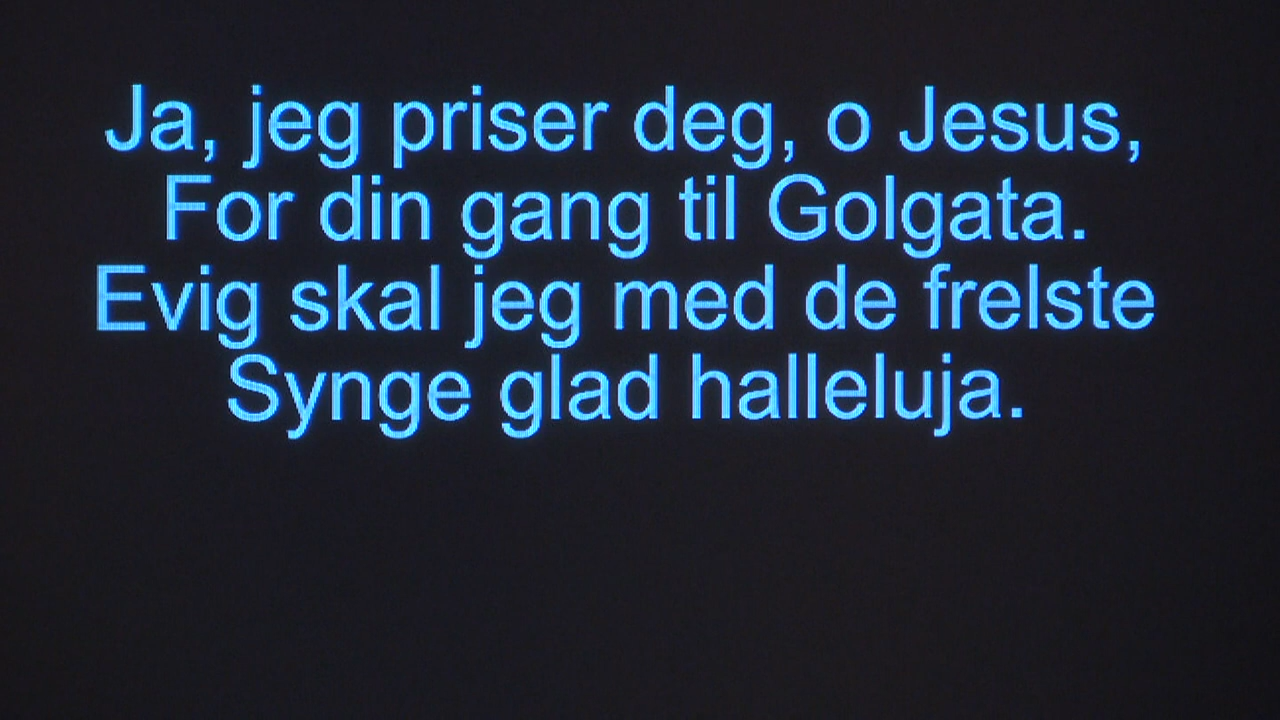 Ja, jeg priser deg, o Jesus,
For din gang til Golgata.
Evig skal jeg med de frelste
Synge glad halleluja.